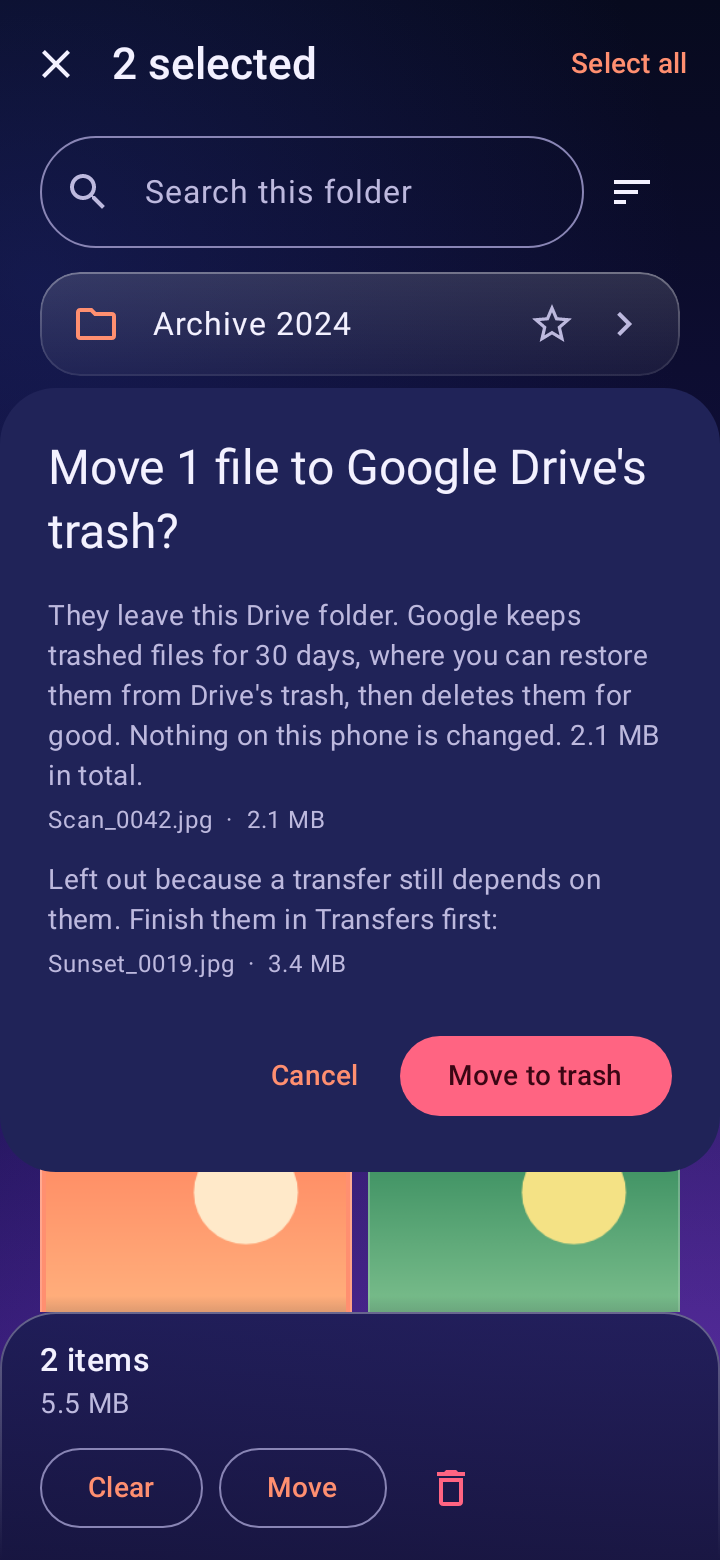 2 selected
Select all
Search this folder
Archive 2024
Move 1 file to Google Drive's
trash?
They leave this Drive folder. Google keeps
trashed files for 30 days, where you can restore
them from Drive's trash, then deletes them for
good. Nothing on this phone is changed. 2.1 MB
in total.
Scan_0042.jpg · 2.1 MB
Left out because a transfer still depends on
them. Finish them in Transfers first:
Sunset_0019.jpg · 3.4 MB
Cancel
Move to trash
2 items
5.5 MB
Clear
Move